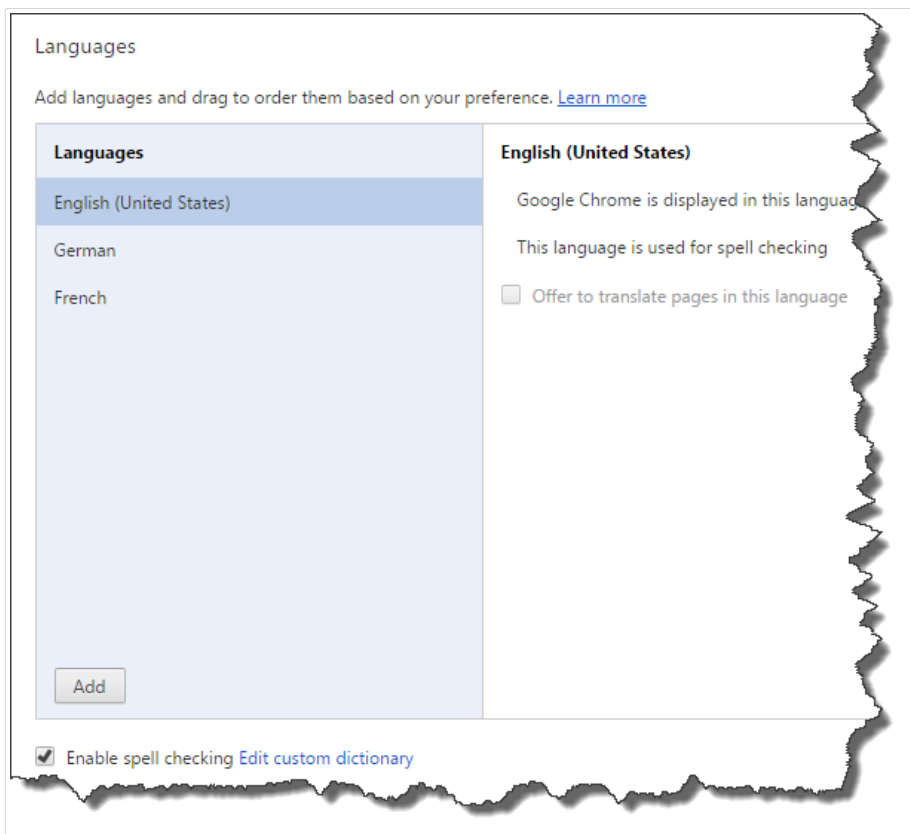 Languages
Add languages and drag to order them based on your preference. Learn more
Languages
English (United States)
German
French
Add
English (United States)
Google Chrome is displayed in this
This language is used for spell checking
Offer to translate pages in this language
Enable spell checking Edit custom dictionary